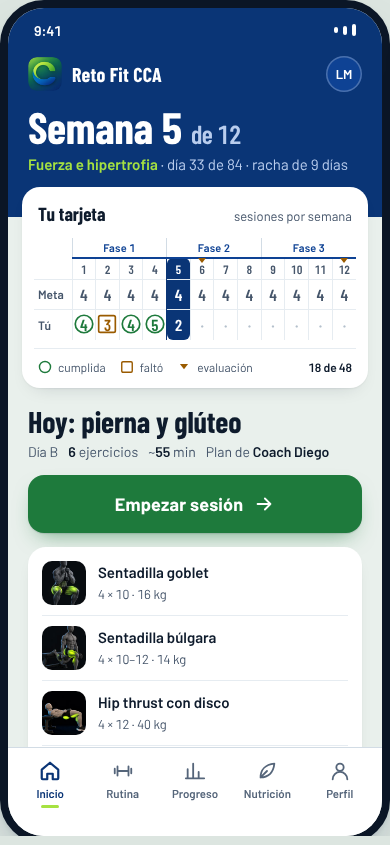 9:41
Reto Fit CCA
LM
Semana 5 de 12
Fuerza e hipertrofia · día 33 de 84 · racha de 9 días
Tu tarjeta
sesiones por semana
Fase 1 Fase 2 Fase 3
1 2 3 4 5 6 7 8 9 10 11 12
Meta 4 4 4 4 4 4 4 4 4 4 4 4
Tú 4 3 4 5 2 · · · · · · ·
cumplida faltó evaluación 18 de 48
Hoy: pierna y glúteo
Día B 6 ejercicios ~55 min Plan de Coach Diego
Empezar sesión →
Sentadilla goblet
4 × 10 · 16 kg
Sentadilla búlgara
4 × 10–12 · 14 kg
Hip thrust con disco
4 × 12 · 40 kg
Inicio Rutina Progreso Nutrición Perfil